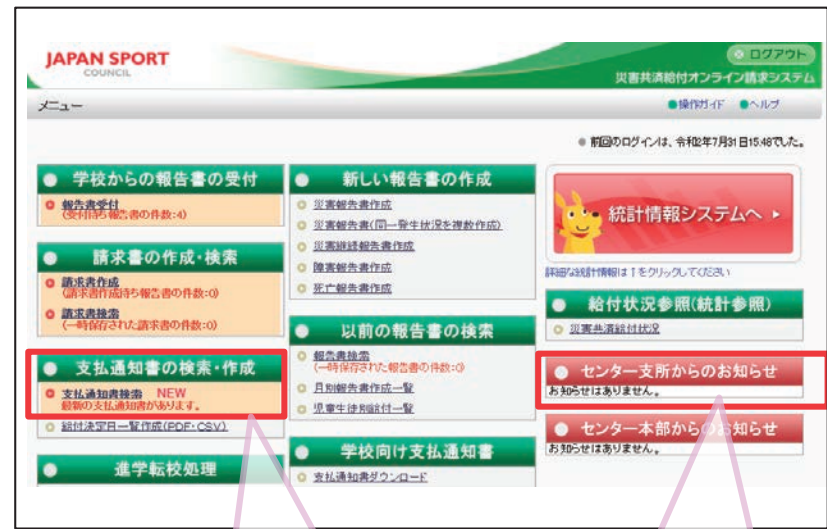 JAPAN SPORT
COUNCIL
ログアウト
災害共済給付オンライン請求システム
メニュー
操作ガイド
ヘルプ
前回のログインは、令和2年7月31日15:48でした。
学校からの報告書の受付
報告書受付
(受付待ち報告書の件数:4)
請求書の作成・検索
請求書作成
(請求書作成待ち報告書の件数:0)
請求書検索
(一時保存された請求書の件数:0)
支払通知書の検索・作成
支払通知書検索 NEW
最新の支払通知書があります。
給付決定日一覧作成(PDF・CSV)
進学転校処理
新しい報告書の作成
災害報告書作成
災害報告書(同一発生状況を複数作成)
災害継続報告書作成
障害報告書作成
死亡報告書作成
以前の報告書の検索
報告書検索
(一時保存された報告書の件数:0)
月別報告書作成一覧
児童生徒別給付一覧
学校向け支払通知書
支払通知書ダウンロード
統計情報システムへ
詳細な統計情報は↑をクリックしてください
給付状況参照(統計参照)
災害共済給付状況
センター支所からのお知らせ
お知らせはありません。
センター本部からのお知らせ
お知らせはありません。